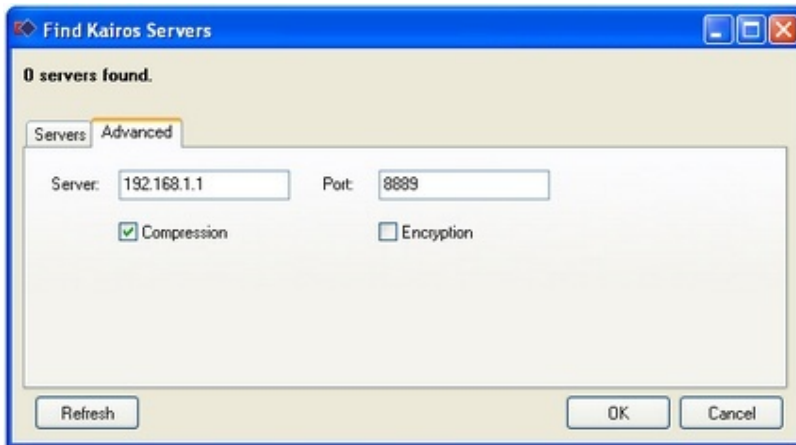 Find Kairos Servers
0 servers found.
Servers Advanced
Server: 192.168.1.1 Port: 8889
Compression Encryption
Refresh OK Cancel